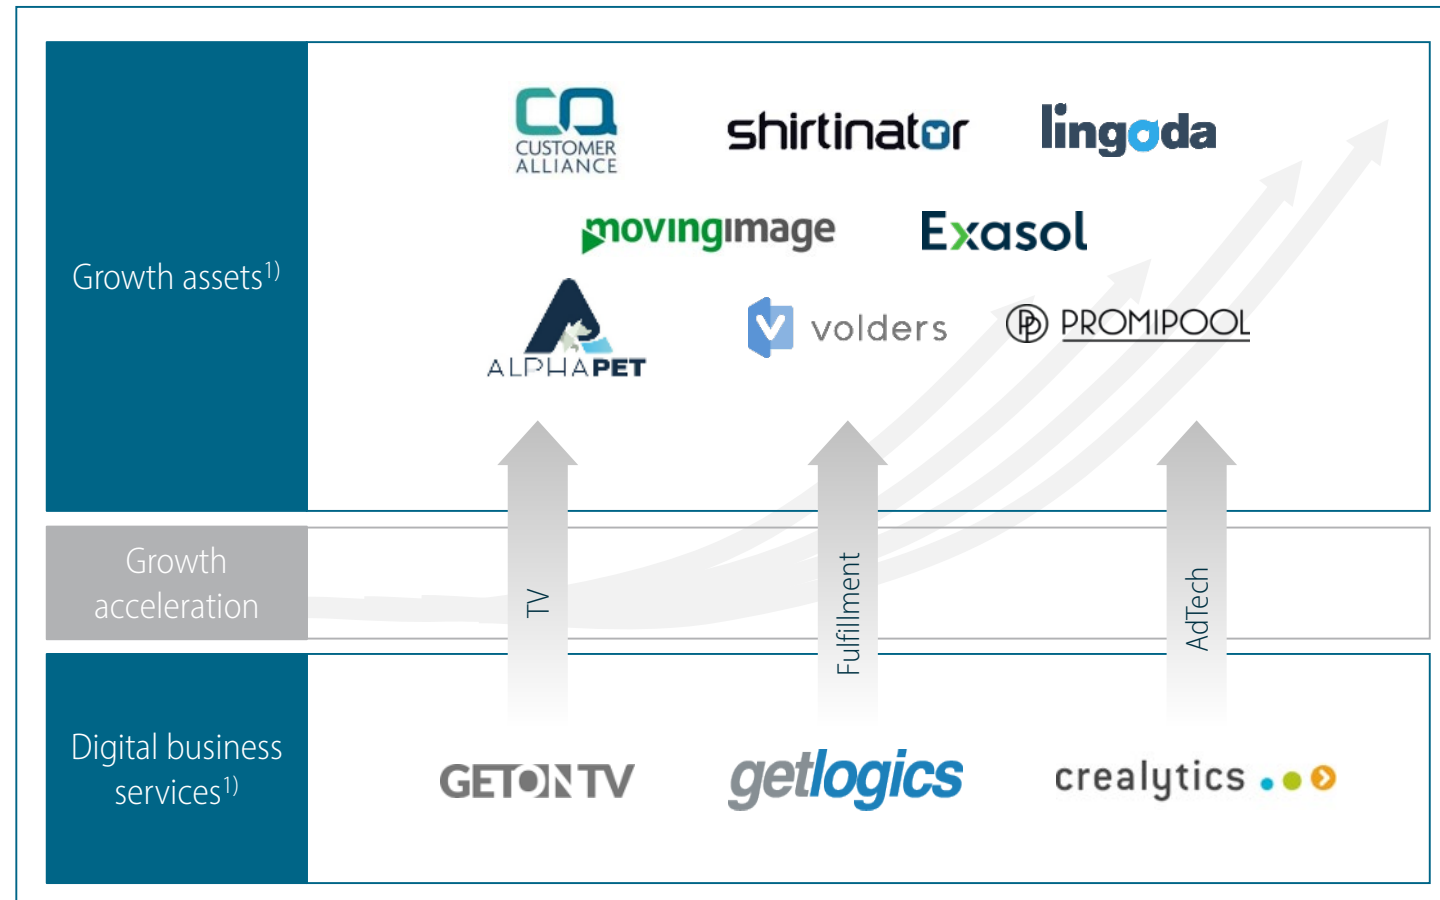 CUSTOMER
ALLIANCE
shirtinator
lingoda
movingimage
Exasol
Growth assets1)
ALPHAPET
volders
PP PROMIPOOL
Growth
acceleration
TV
Fulfillment
AdTech
Digital business
services1)
GETONTV
getlogics
crealytics